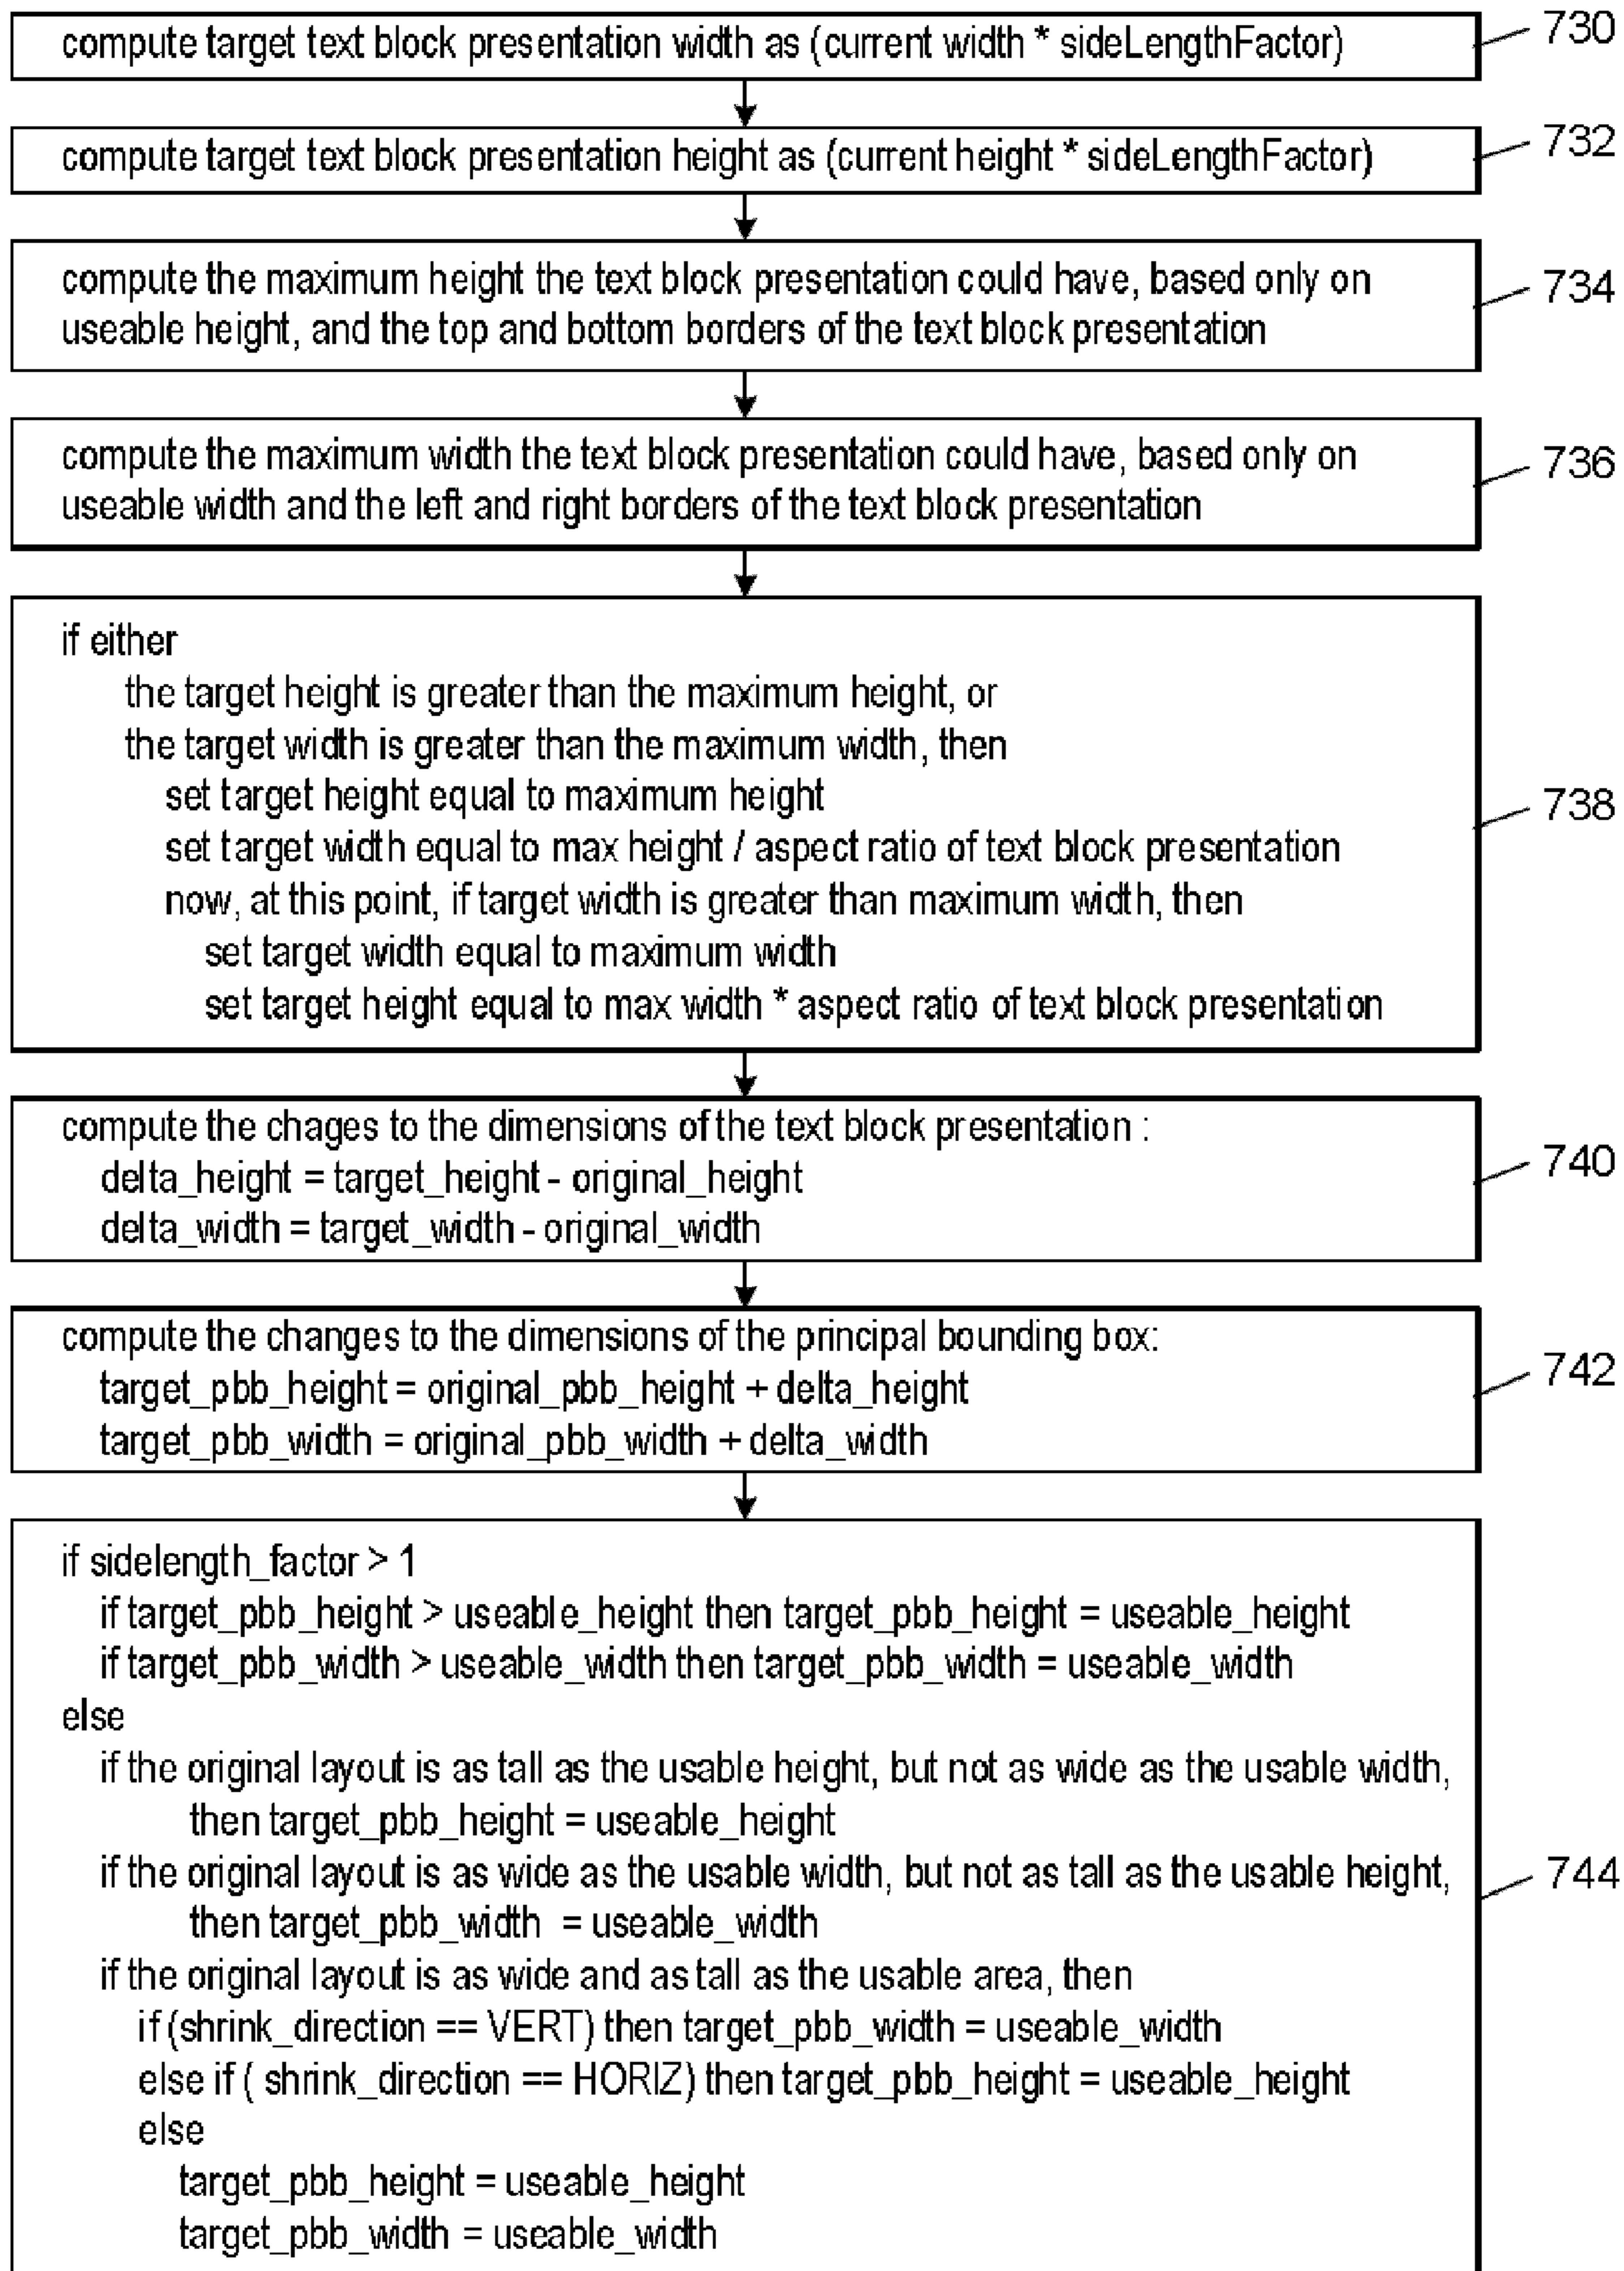 compute target text block presentation width as (current width * sideLengthFactor)
730
compute target text block presentation height as (current height * sideLengthFactor)
732
compute the maximum height the text block presentation could have, based only on
useable height, and the top and bottom borders of the text block presentation
734
compute the maximum width the text block presentation could have, based only on
useable width and the left and right borders of the text block presentation
736
if either
the target height is greater than the maximum height, or
the target width is greater than the maximum width, then
set target height equal to maximum height
set target width equal to max height / aspect ratio of text block presentation
now, at this point, if target width is greater than maximum width, then
set target width equal to maximum width
set target height equal to max width * aspect ratio of text block presentation
738
compute the chages to the dimensions of the text block presentation :
delta_height = target_height - original_height
delta_width = target_width - original_width
740
compute the changes to the dimensions of the principal bounding box:
target_pbb_height = original_pbb_height + delta_height
target_pbb_width = original_pbb_width + delta_width
742
if sidelength_factor > 1
if target_pbb_height > useable_height then target_pbb_height = useable_height
if target_pbb_width > useable_width then target_pbb_width = useable_width
else
if the original layout is as tall as the usable height, but not as wide as the usable width,
then target_pbb_height = useable_height
if the original layout is as wide as the usable width, but not as tall as the usable height,
then target_pbb_width = useable_width
if the original layout is as wide and as tall as the usable area, then
if (shrink_direction == VERT) then target_pbb_width = useable_width
else if ( shrink_direction == HORIZ) then target_pbb_height = useable_height
else
target_pbb_height = useable_height
target_pbb_width = useable_width
744